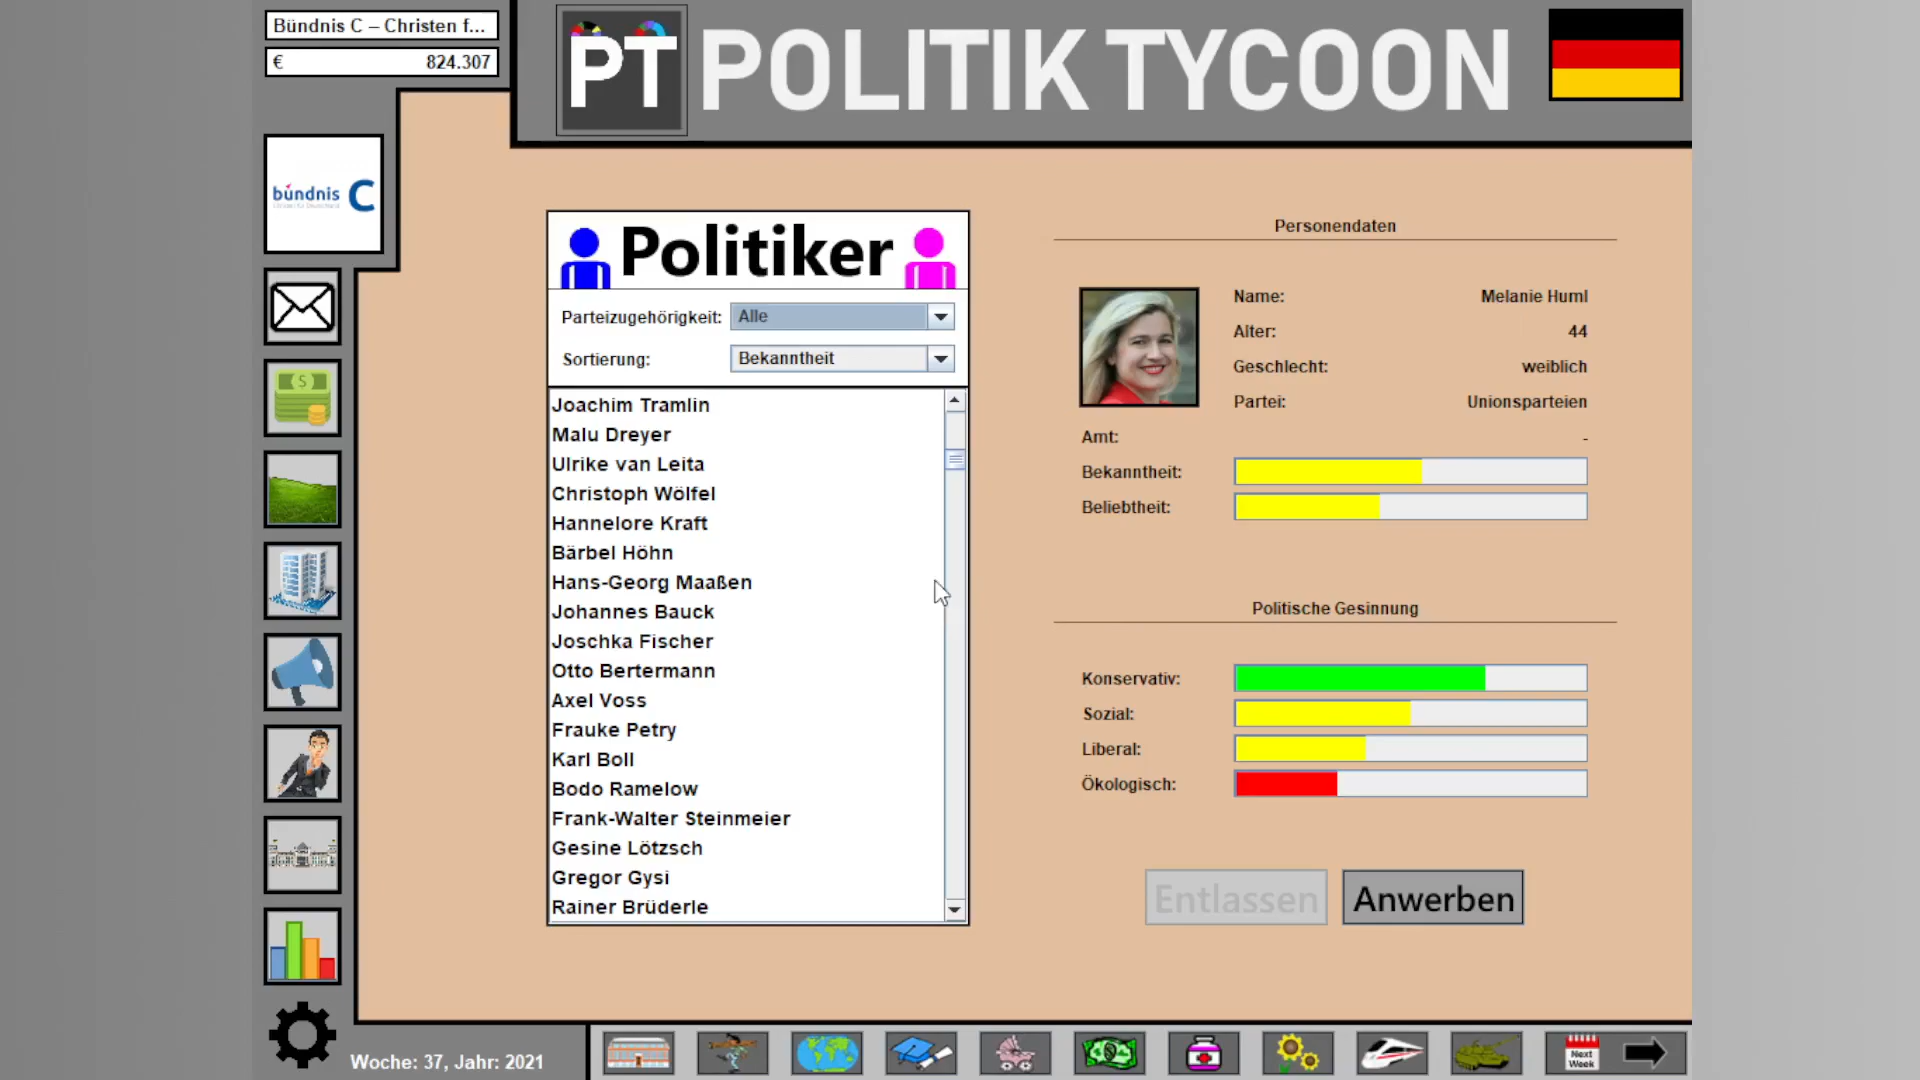 Bündnis C – Christen f...
€ 824.307
PT POLITIK TYCOON
bündnis C
Politiker
Parteizugehörigkeit: Alle
Sortierung: Bekanntheit
Joachim Tramlin
Malu Dreyer
Ulrike van Leita
Christoph Wölfel
Hannelore Kraft
Bärbel Höhn
Hans-Georg Maaßen
Johannes Bauck
Joschka Fischer
Otto Bertermann
Axel Voss
Frauke Petry
Karl Boll
Bodo Ramelow
Frank-Walter Steinmeier
Gesine Lötzsch
Gregor Gysi
Rainer Brüderle
Personendaten
Name: Melanie Huml
Alter: 44
Geschlecht: weiblich
Partei: Unionsparteien
Amt: -
Bekanntheit:
Beliebtheit:
Politische Gesinnung
Konservativ:
Sozial:
Liberal:
Ökologisch:
Entlassen Anwerben
Woche: 37, Jahr: 2021
Next
Week